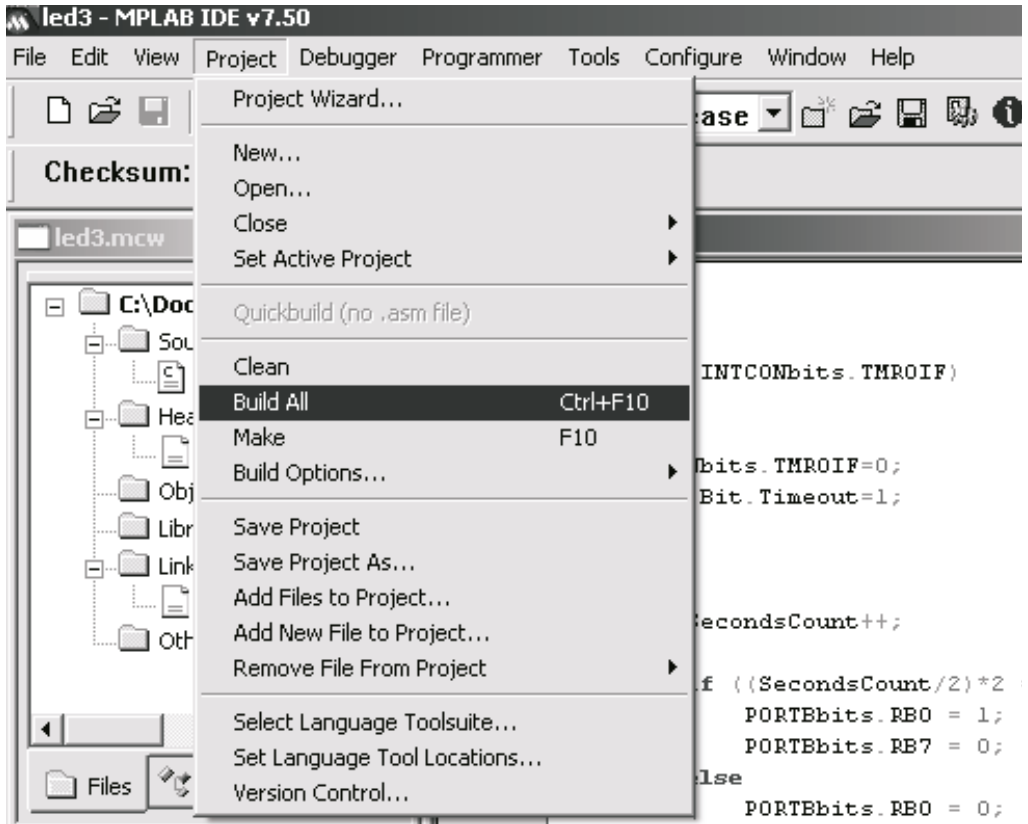 led3 - MPLAB IDE v7.50
File Edit View Project Debugger Programmer Tools Configure Window Help
Checksum:
led3.mcw
C:\Doc
Sou
Hea
Obj
Libr
Link
Oth
Files
Project Wizard...
New...
Open...
Close
Set Active Project
Quickbuild (no .asm file)
Clean
Build All Ctrl+F10
Make F10
Build Options...
Save Project
Save Project As...
Add Files to Project...
Add New File to Project...
Remove File From Project
Select Language Toolsuite...
Set Language Tool Locations...
Version Control...
ase
INTCONbits.TMR0IF)
bits.TMR0IF=0;
Bit.Timeout=1;
econdsCount++;
f ((SecondsCount/2)*2
PORTBbits.RB0 = 1;
PORTBbits.RB7 = 0;
lse
PORTBbits.RB0 = 0;